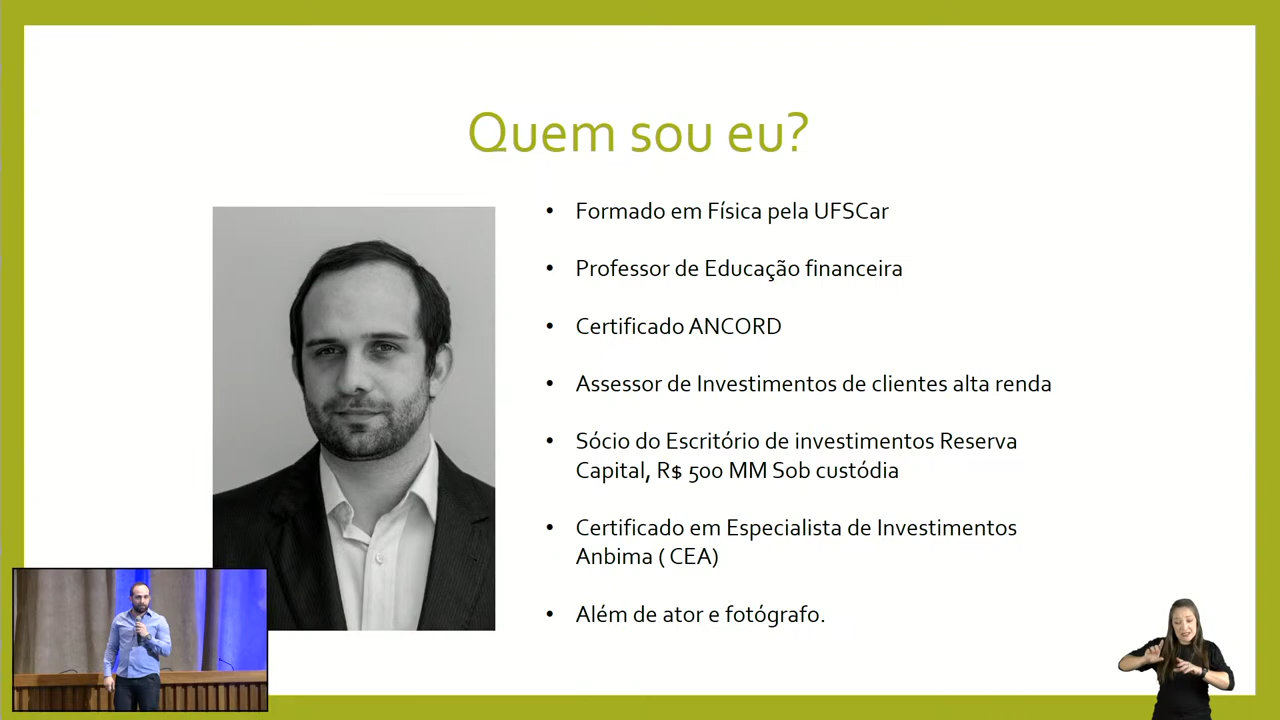 Quem sou eu?
• Formado em Física pela UFSCar
• Professor de Educação financeira
• Certificado ANCORD
• Assessor de Investimentos de clientes alta renda
• Sócio do Escritório de investimentos Reserva
Capital, R$ 500 MM Sob custódia
• Certificado em Especialista de Investimentos
Anbima ( CEA)
• Além de ator e fotógrafo.